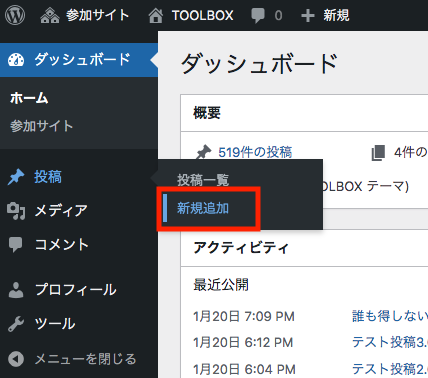 参加サイト TOOLBOX 0 新規
ダッシュボード
ホーム
参加サイト
投稿
投稿一覧
新規追加
メディア
コメント
プロフィール
ツール
メニューを閉じる
ダッシュボード
概要
519件の投稿 4件の
OLBOX テーマ)
アクティビティ
最近公開
1月20日 7:09 PM 誰も得しない
1月20日 6:12 PM テスト投稿3.
1月20日 6:04 PM テスト投稿2.